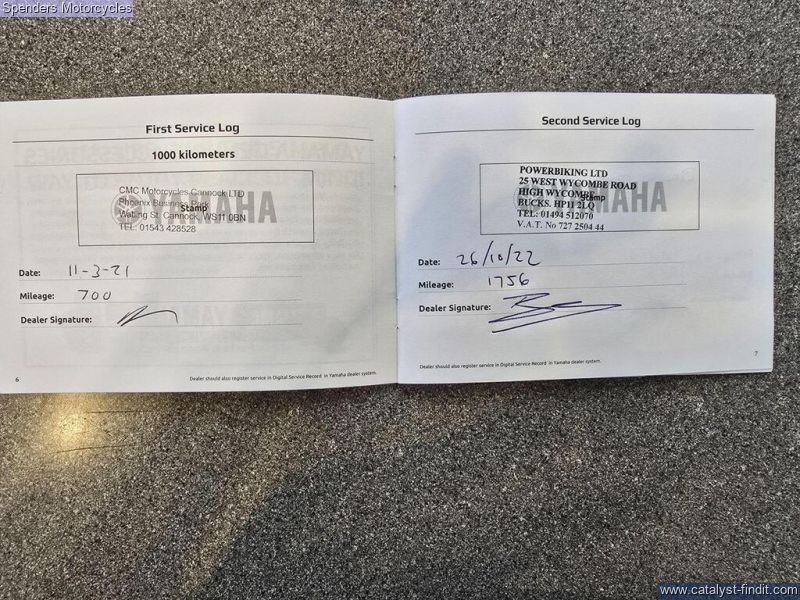 Spenders Motorcycles
First Service Log
1000 kilometers
CMC Motorcycles Cannock LTD
Phoenix Business Park
Watling St. Cannock, WS11 0BN
TEL: 01543 428528
YAMAHA
Stamp
Date: 11-3-21
Mileage: 700
Dealer Signature:
Dealer should also register service in Digital Service Record in Yamaha dealer system.
6
Second Service Log
POWERBIKING LTD
25 WEST WYCOMBE ROAD
HIGH WYCOMBE
BUCKS. HP11 2LQ
TEL: 01494 512070
V.A.T. No 727 2504 44
YAMAHA
Stamp
Date: 26/10/22
Mileage: 1756
Dealer Signature:
Dealer should also register service in Digital Service Record in Yamaha dealer system.
7
www.catalyst-findit.com